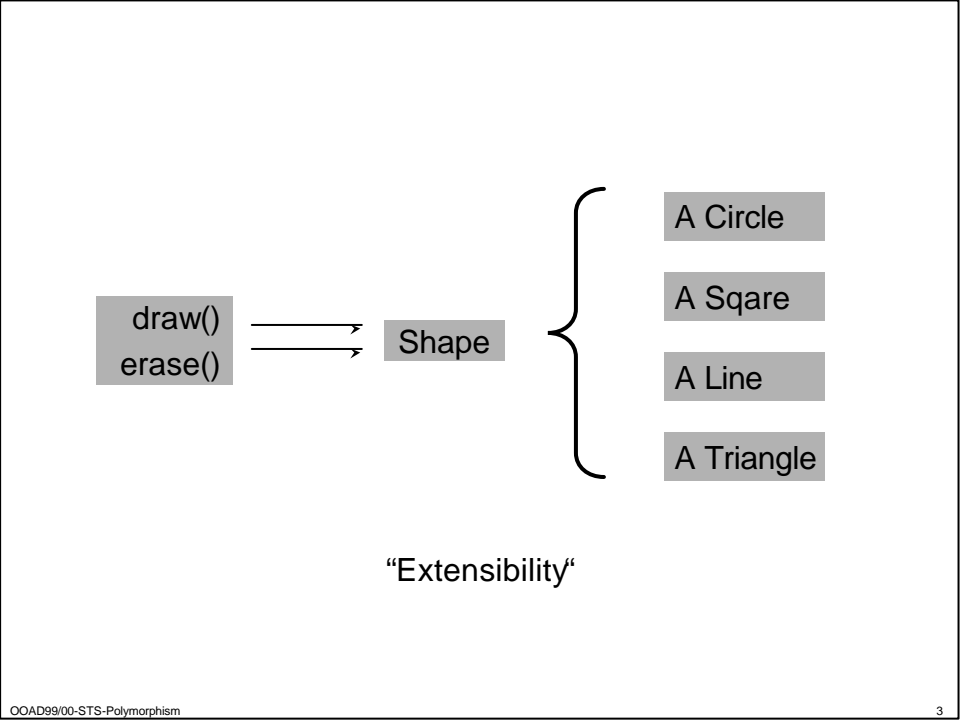 draw()
erase()
Shape
A Circle
A Sqare
A Line
A Triangle
“Extensibility“
OOAD99/00-STS-Polymorphism
3